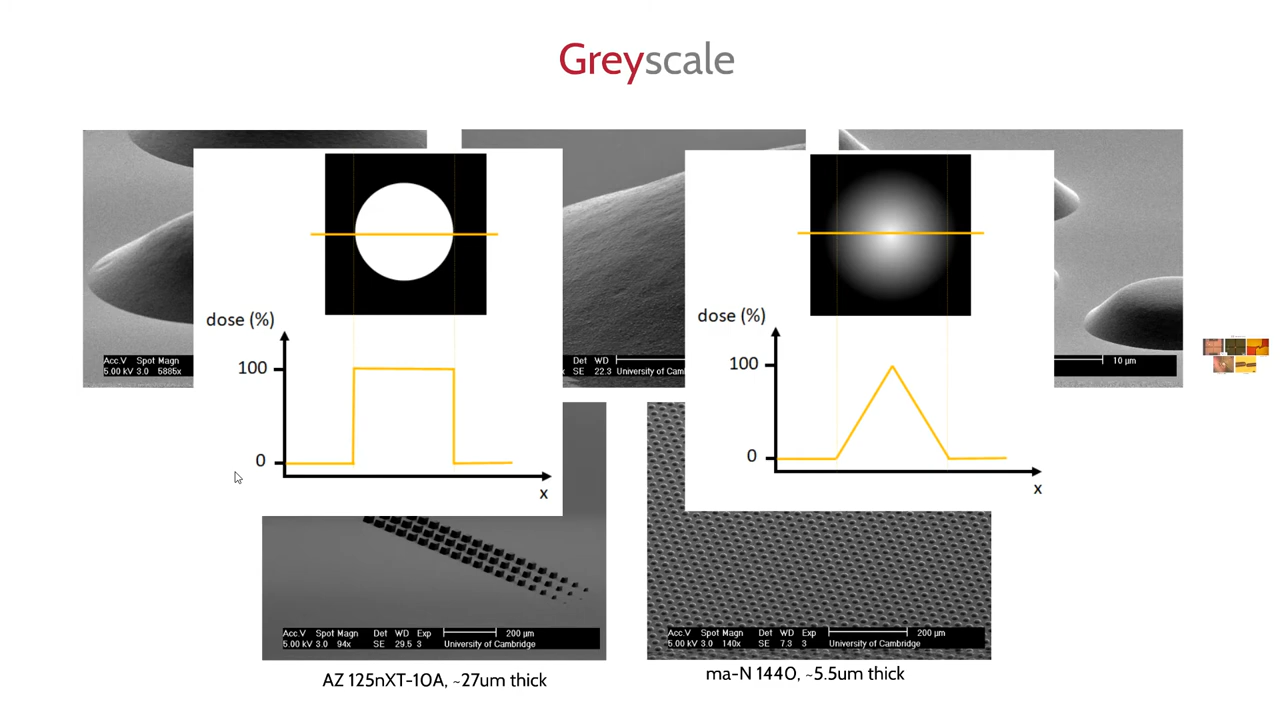 Greyscale
dose (%)
100
0
x
dose (%)
100
0
x
Acc.V Spot Magn
5.00 kV 3.0 5885x
Det WD
SE 22.3 University of Cambrid
10 µm
Acc.V Spot Magn Det WD Exp 200 µm
5.00 kV 3.0 94x SE 29.5 3 University of Cambridge
Acc.V Spot Magn Det WD Exp 200 µm
5.00 kV 3.0 140x SE 7.3 3 University of Cambridge
AZ 125nXT-10A, ~27um thick
ma-N 1440, ~5.5um thick